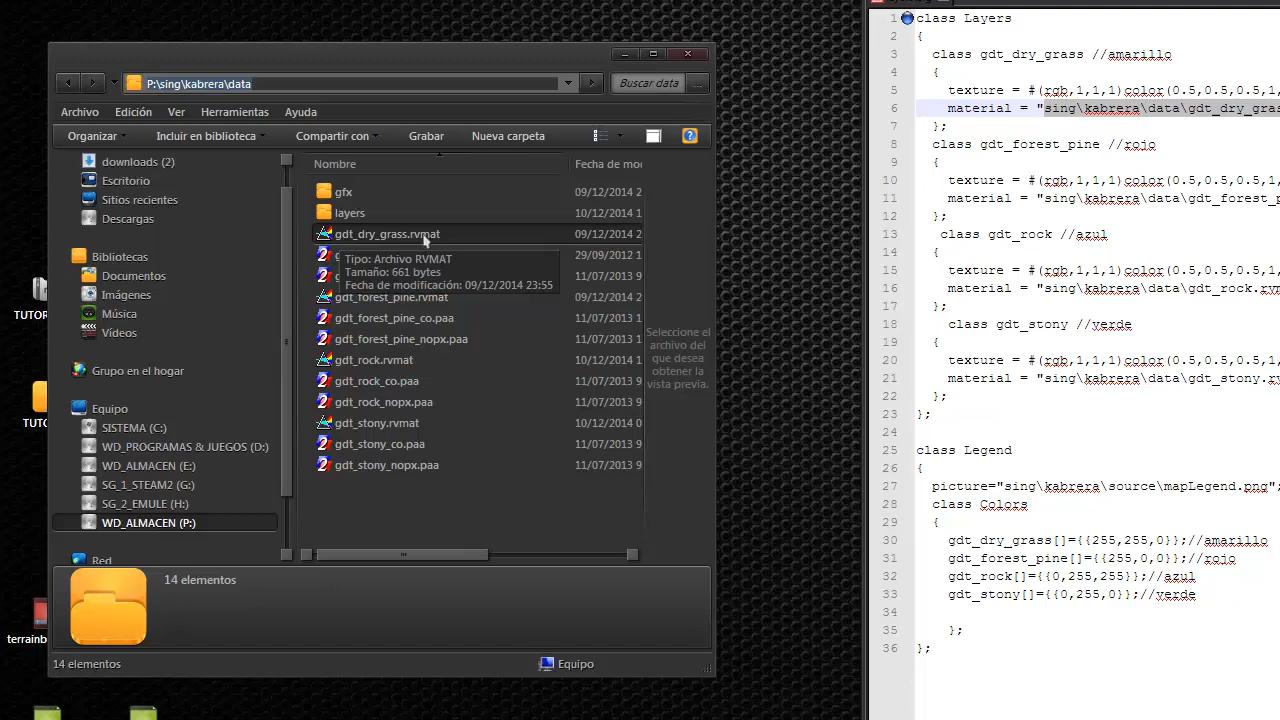 P:\sing\kabrera\data
Buscar data
...
Archivo
Edición
Ver
Herramientas
Ayuda
Organizar
Incluir en biblioteca
Compartir con
Grabar
Nueva carpeta
downloads (2)
Escritorio
Sitios recientes
Descargas
Bibliotecas
Documentos
Imágenes
Música
Vídeos
Grupo en el hogar
Equipo
SISTEMA (C:)
WD_PROGRAMAS & JUEGOS (D:)
WD_ALMACEN (E:)
SG_1_STEAM2 (G:)
SG_2_EMULE (H:)
WD_ALMACEN (P:)
Red
Nombre
Fecha de mo
gfx 09/12/2014 2
layers 10/12/2014 1
gdt_dry_grass.rvmat 09/12/2014 2
29/09/2012 1
11/07/2013 9
gdt_forest_pine.rvmat 09/12/2014 2
gdt_forest_pine_co.paa 11/07/2013 1
gdt_forest_pine_nopx.paa 11/07/2013 1
gdt_rock.rvmat 10/12/2014 1
gdt_rock_co.paa 11/07/2013 9
gdt_rock_nopx.paa 11/07/2013 9
gdt_stony.rvmat 10/12/2014 0
gdt_stony_co.paa 11/07/2013 9
gdt_stony_nopx.paa 11/07/2013 9
Tipo: Archivo RVMAT
Tamaño: 661 bytes
Fecha de modificación: 09/12/2014 23:55
Seleccione el
archivo del
que desea
obtener la
vista previa.
14 elementos
14 elementos
Equipo
TUTOR
TUTO
terrainb
1 class Layers
2 {
3 class gdt_dry_grass //amarillo
4 {
5 texture = #(rgb,1,1,1)color(0.5,0.5,0.5,1,
6 material = "sing\kabrera\data\gdt_dry_gras
7 };
8 class gdt_forest_pine //rojo
9 {
10 texture = #(rgb,1,1,1)color(0.5,0.5,0.5,1,
11 material = "sing\kabrera\data\gdt_forest_p
12 };
13 class gdt_rock //azul
14 {
15 texture = #(rgb,1,1,1)color(0.5,0.5,0.5,1,
16 material = "sing\kabrera\data\gdt_rock.rvm
17 };
18 class gdt_stony //verde
19 {
20 texture = #(rgb,1,1,1)color(0.5,0.5,0.5,1,
21 material = "sing\kabrera\data\gdt_stony.rv
22 };
23 };
24
25 class Legend
26 {
27 picture="sing\kabrera\source\mapLegend.png";
28 class Colors
29 {
30 gdt_dry_grass[]={{255,255,0}};//amarillo
31 gdt_forest_pine[]={{255,0,0}};//rojo
32 gdt_rock[]={{0,255,255}};//azul
33 gdt_stony[]={{0,255,0}};//verde
34
35 };
36 };